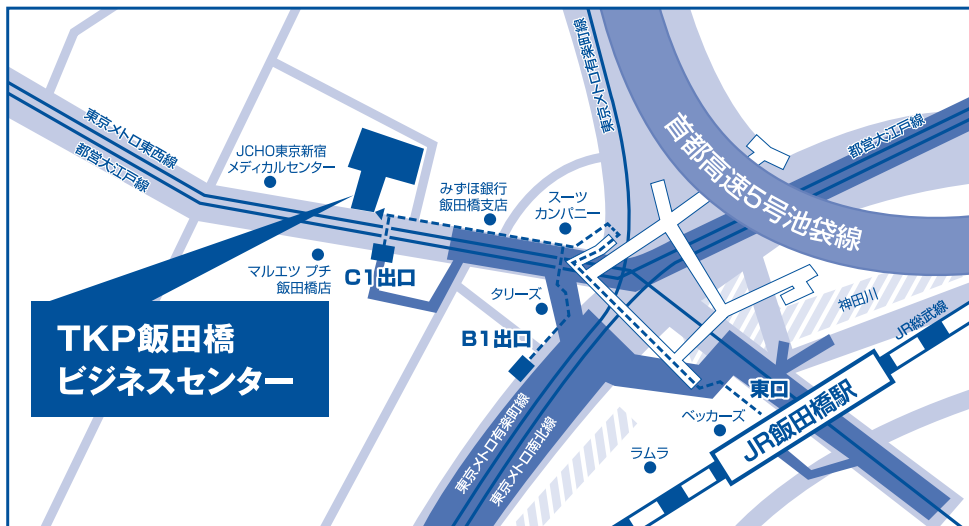 東京メトロ有楽町線
首都高速5号池袋線
都営大江戸線
東京メトロ東西線
都営大江戸線
JCHO東京新宿
メディカルセンター
みずほ銀行
飯田橋支店
スーツ
カンパニー
マルエツ プチ
飯田橋店
C1出口
タリーズ
B1出口
神田川
JR総武線
TKP飯田橋
ビジネスセンター
東口
JR飯田橋駅
ベッカーズ
ラムラ
東京メトロ有楽町線
東京メトロ南北線